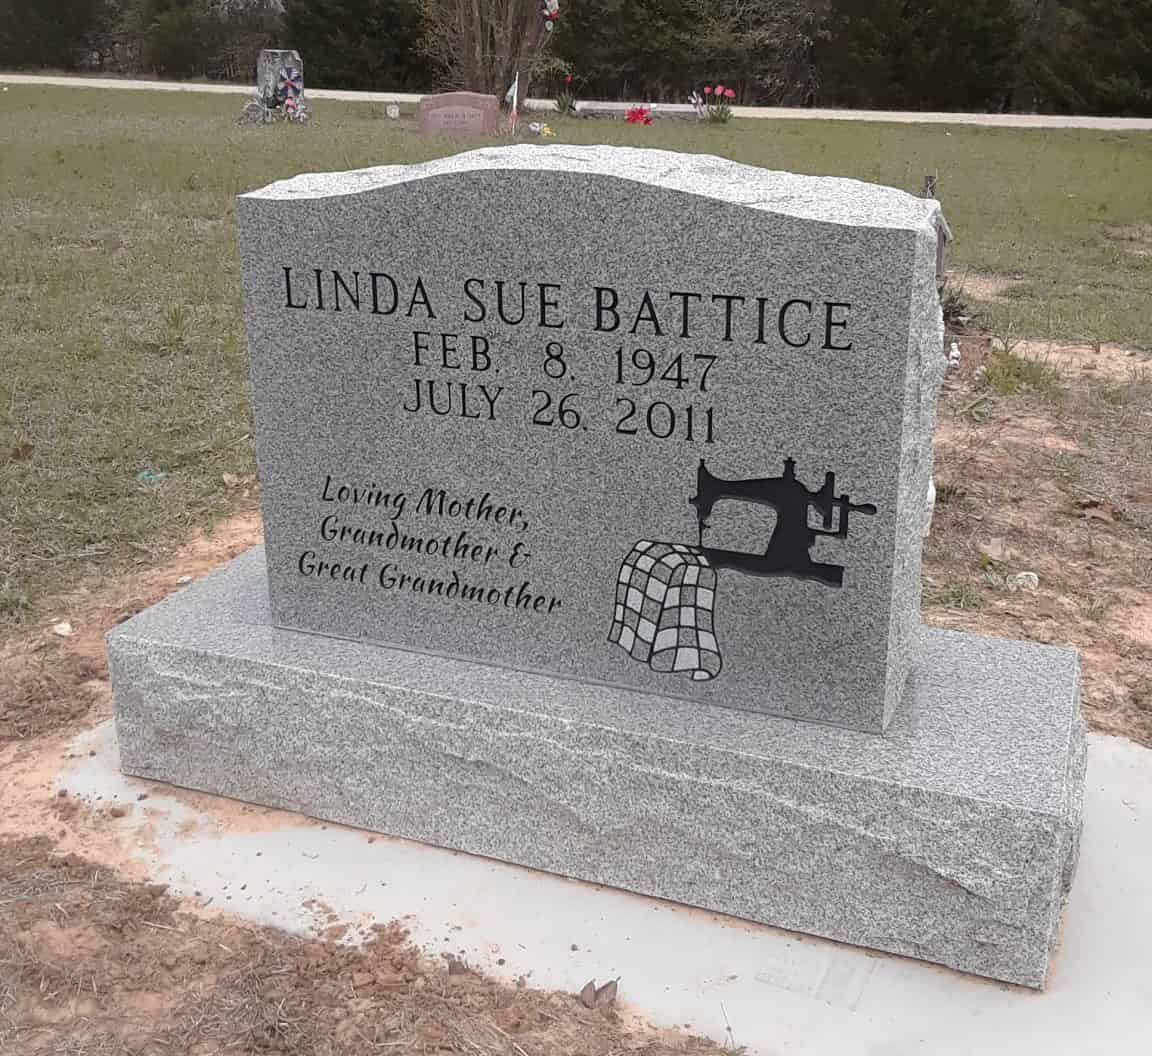 LINDA SUE BATTICE
FEB. 8, 1947
JULY 26, 2011
Loving Mother,
Grandmother &
Great Grandmother